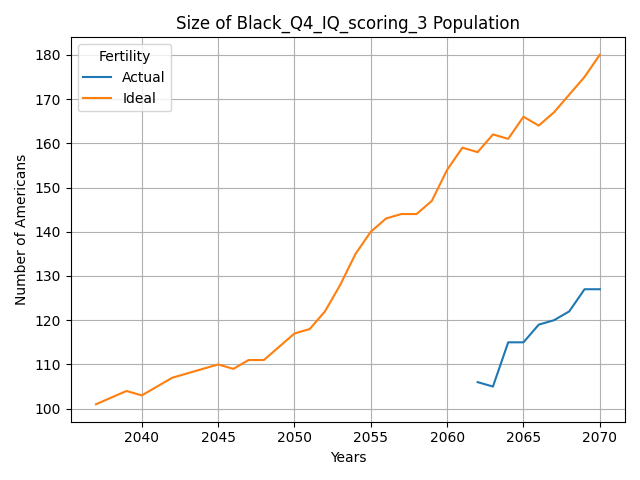 Size of Black_Q4_IQ_scoring_3 Population
Fertility
Actual
Ideal
Number of Americans
180
170
160
150
140
130
120
110
100
2040 2045 2050 2055 2060 2065 2070
Years